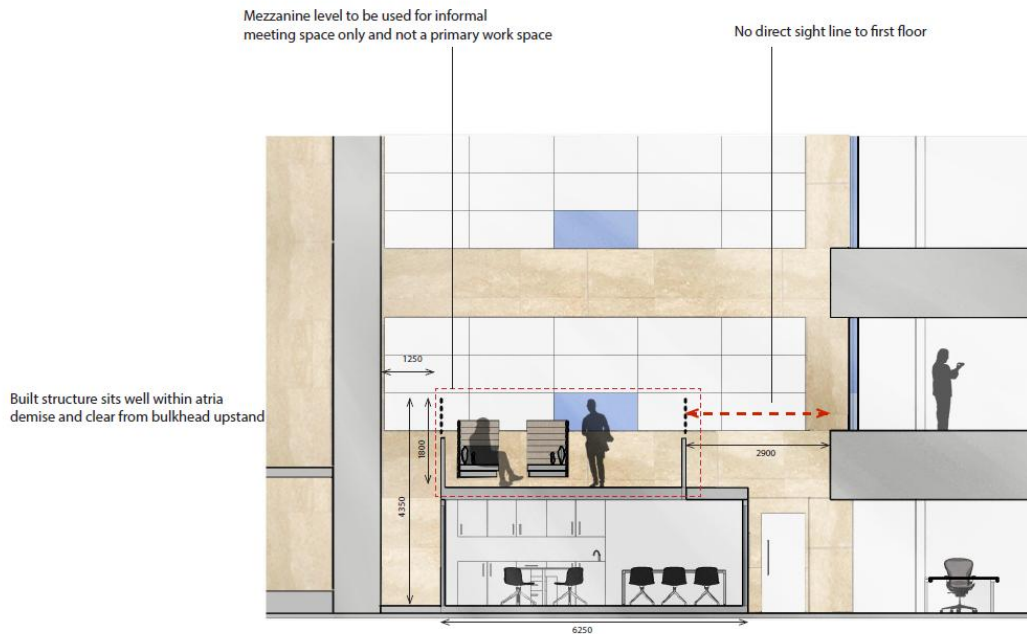 Mezzanine level to be used for informal
meeting space only and not a primary work space
No direct sight line to first floor
1250
Built structure sits well within atria
demise and clear from bulkhead upstand
1800
4350
2900
6250